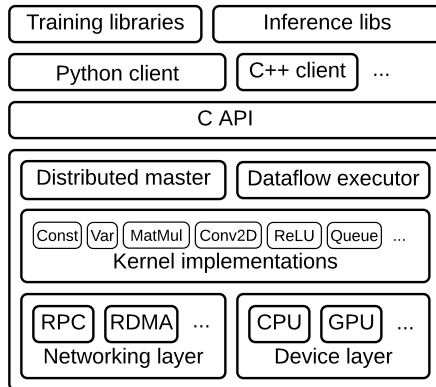 Training libraries Inference libs
Python client C++ client ...
C API
Distributed master Dataflow executor
Const Var MatMul Conv2D ReLU Queue ...
Kernel implementations
RPC RDMA ... CPU GPU ...
Networking layer Device layer